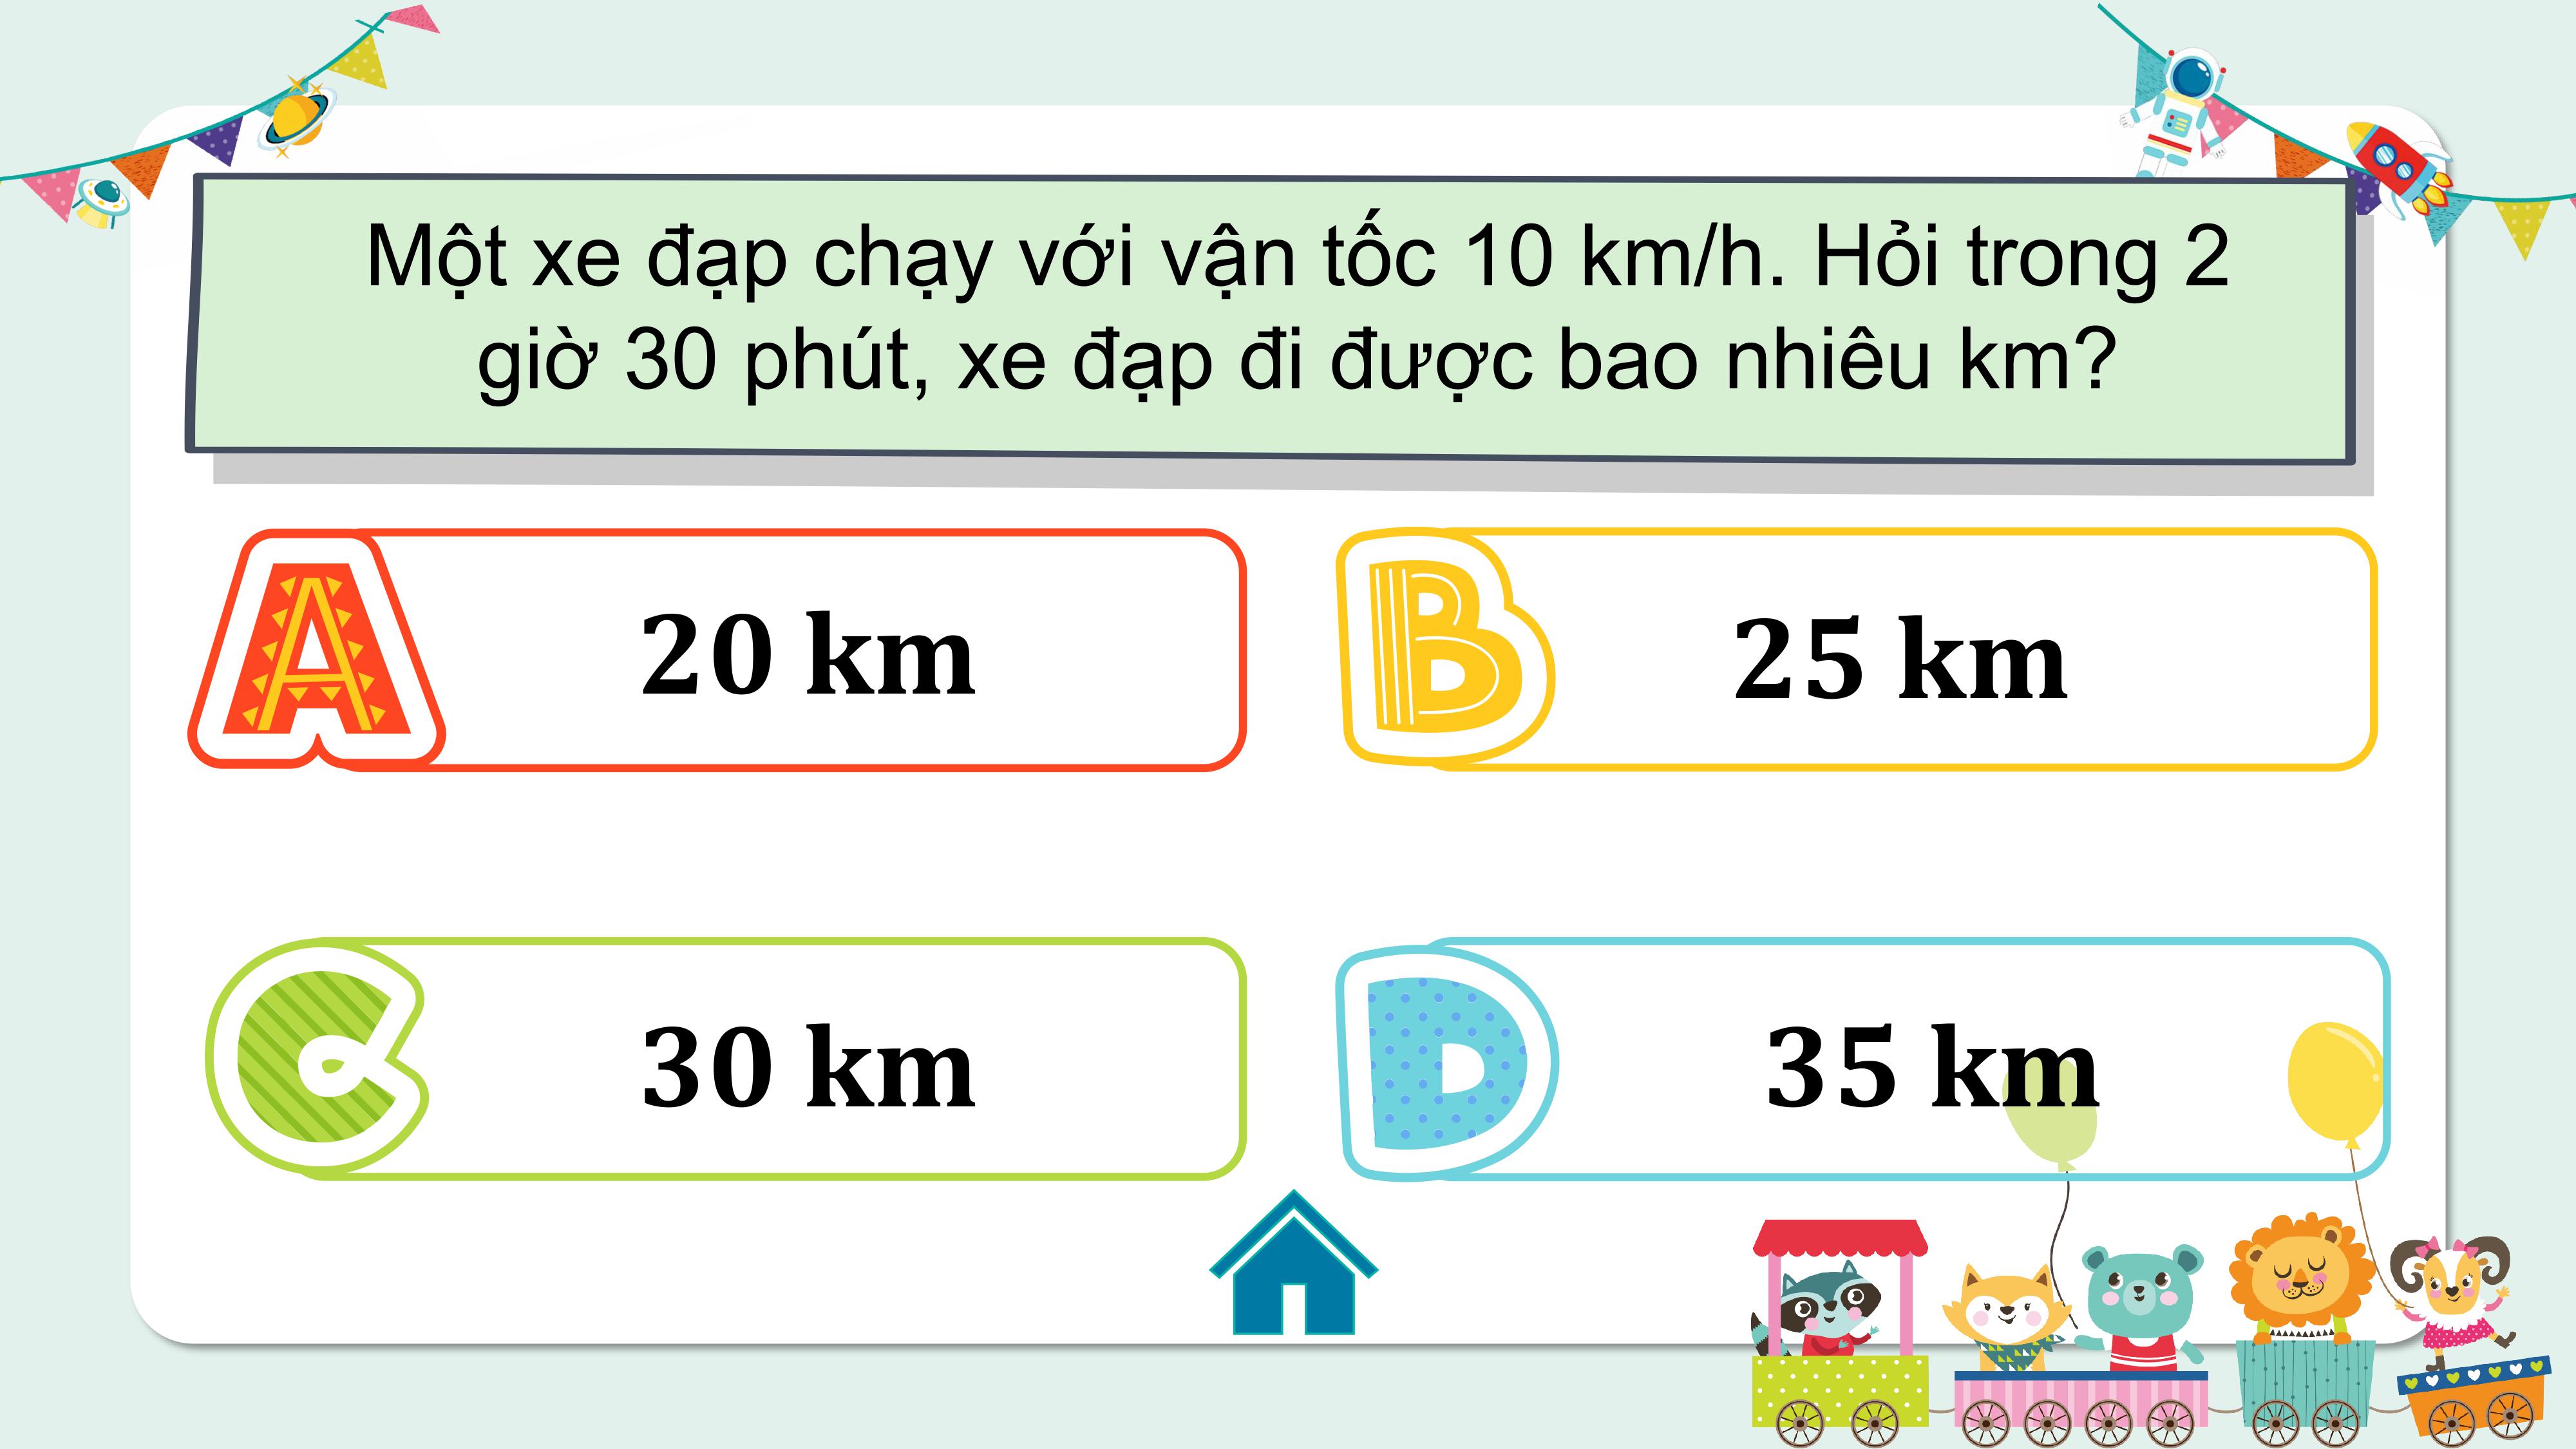 Một xe đạp chạy với vận tốc 10 km/h. Hỏi trong 2
giờ 30 phút, xe đạp đi được bao nhiêu km?
A 20 km
B 25 km
C 30 km
D 35 km